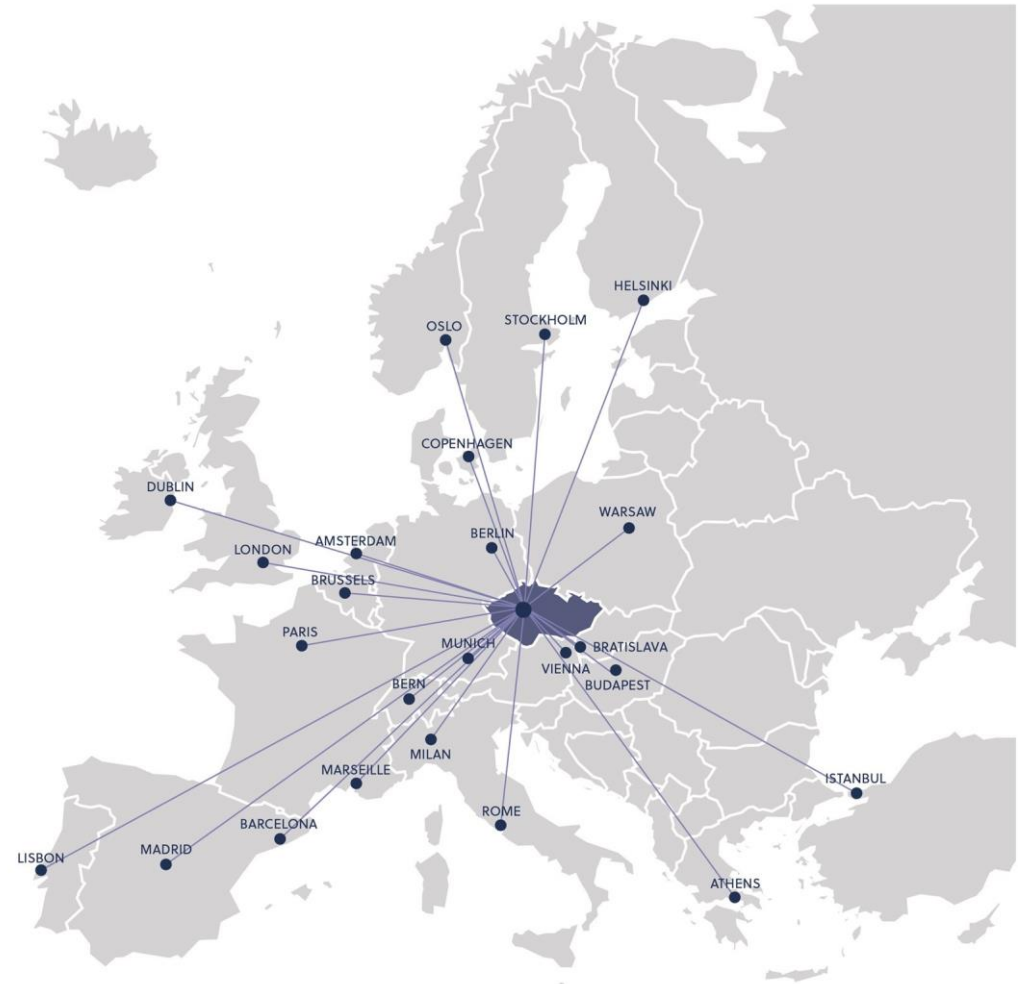 HELSINKI
STOCKHOLM
OSLO
COPENHAGEN
DUBLIN
WARSAW
BERLIN
AMSTERDAM
LONDON
BRUSSELS
PARIS
MUNICH
BRATISLAVA
VIENNA
BUDAPEST
BERN
MILAN
MARSEILLE
ISTANBUL
ROME
BARCELONA
MADRID
LISBON
ATHENS